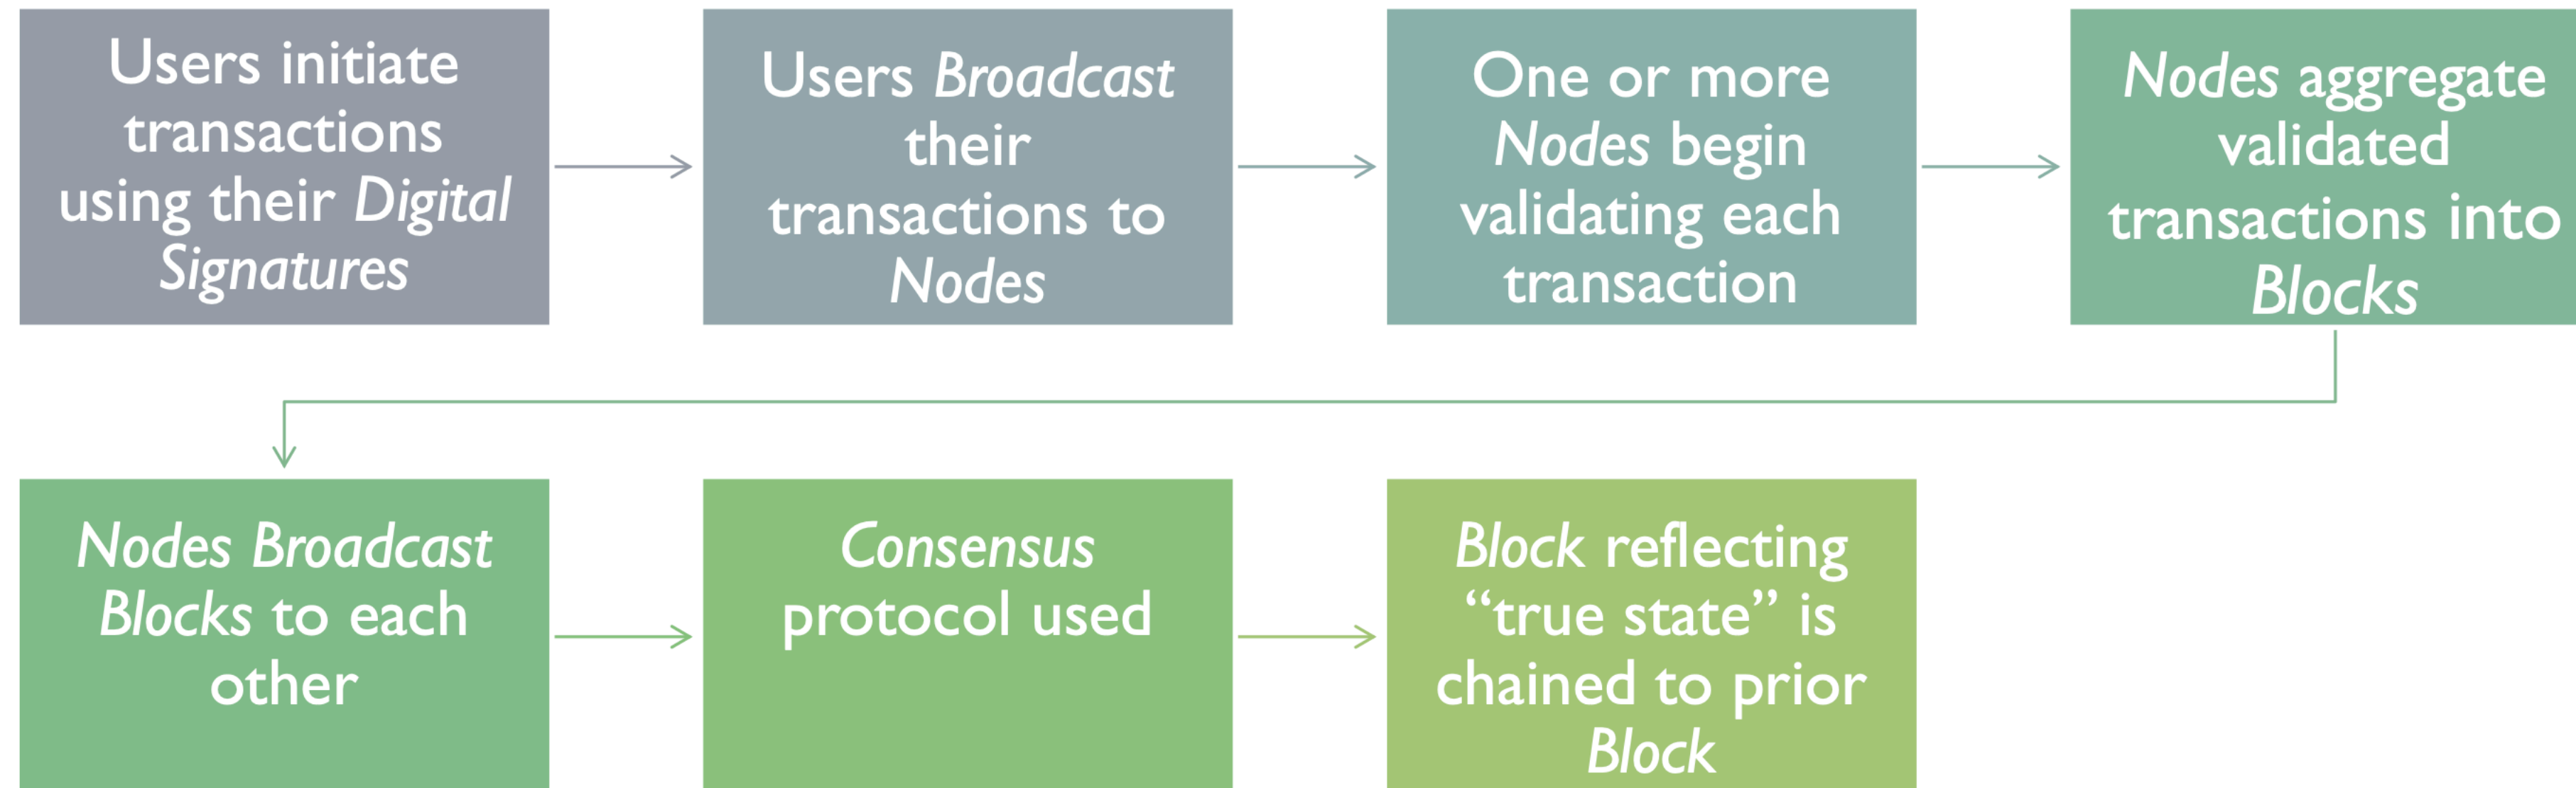 Users initiate
transactions
using their Digital
Signatures
Users Broadcast
their
transactions to
Nodes
One or more
Nodes begin
validating each
transaction
Nodes aggregate
validated
transactions into
Blocks
Nodes Broadcast
Blocks to each
other
Consensus
protocol used
Block reflecting
“true state” is
chained to prior
Block